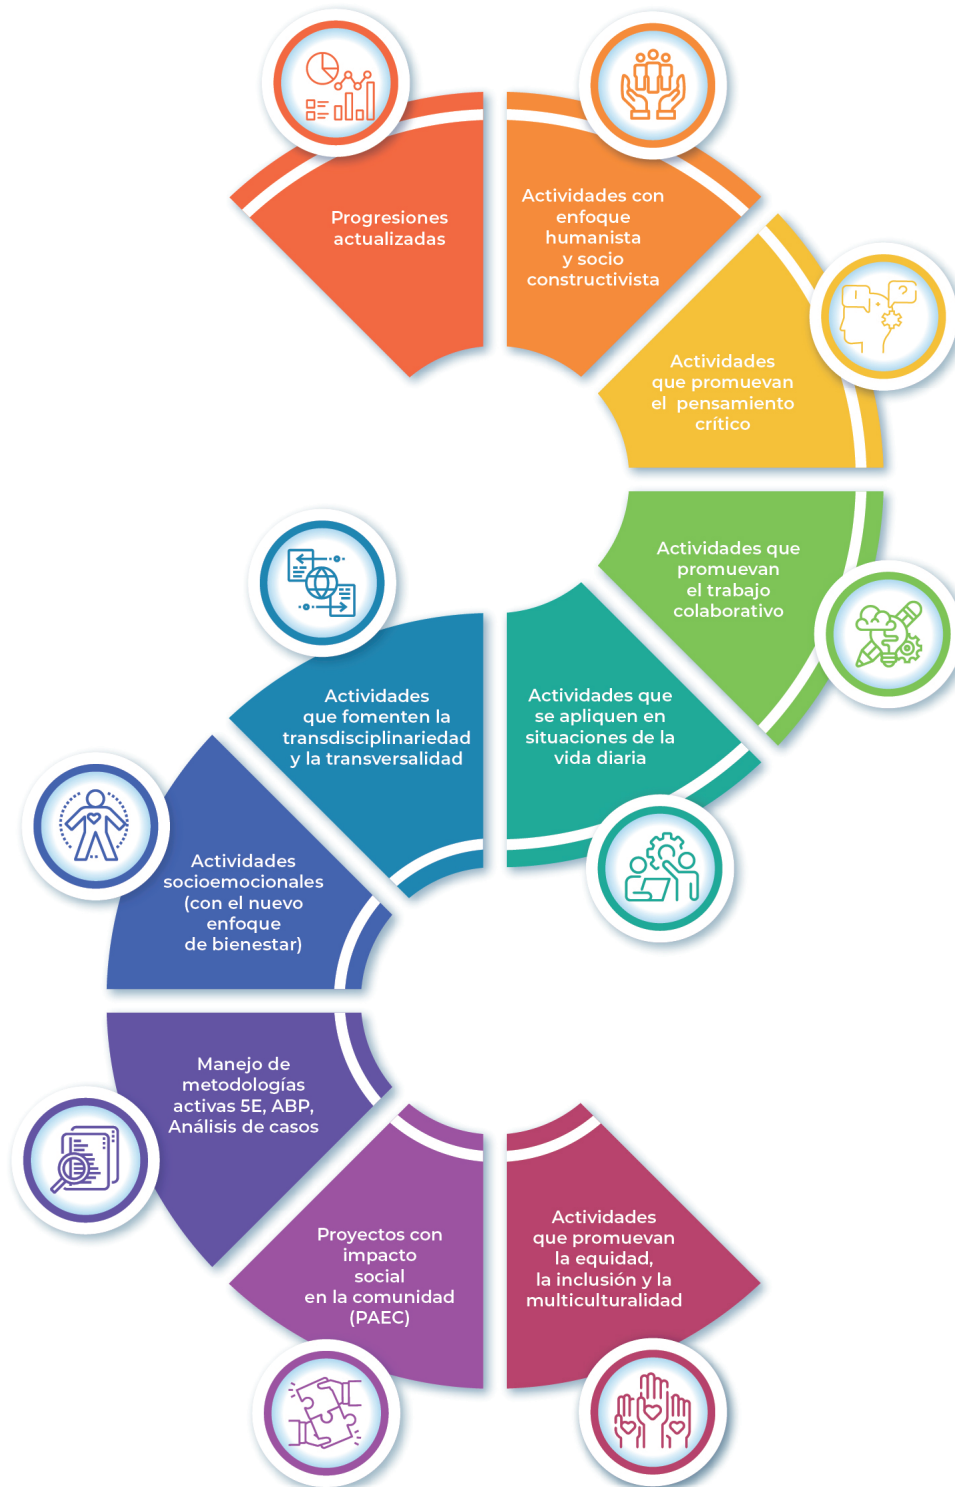 Progresiones
actualizadas
Actividades con
enfoque
humanista
y socio
constructivista
Actividades
que promuevan
el pensamiento
crítico
Actividades que
promuevan
el trabajo
colaborativo
Actividades que
se apliquen en
situaciones de la
vida diaria
Actividades
que fomenten la
transdisciplinariedad
y la transversalidad
Actividades
socioemocionales
(con el nuevo
enfoque
de bienestar)
Manejo de
metodologías
activas 5E, ABP,
Análisis de casos
Proyectos con
impacto
social
en la comunidad
(PAEC)
Actividades
que promuevan
la equidad,
la inclusión y la
multiculturalidad